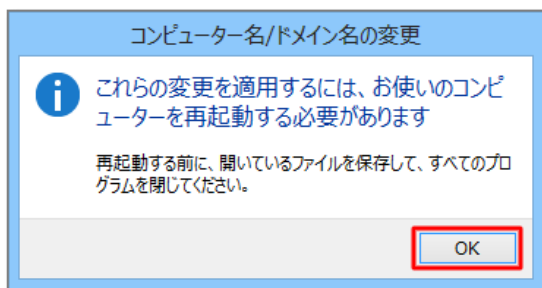 コンピューター名/ドメイン名の変更
これらの変更を適用するには、お使いのコンピ
ューターを再起動する必要があります
再起動する前に、開いているファイルを保存して、すべてのプロ
グラムを閉じてください。
OK